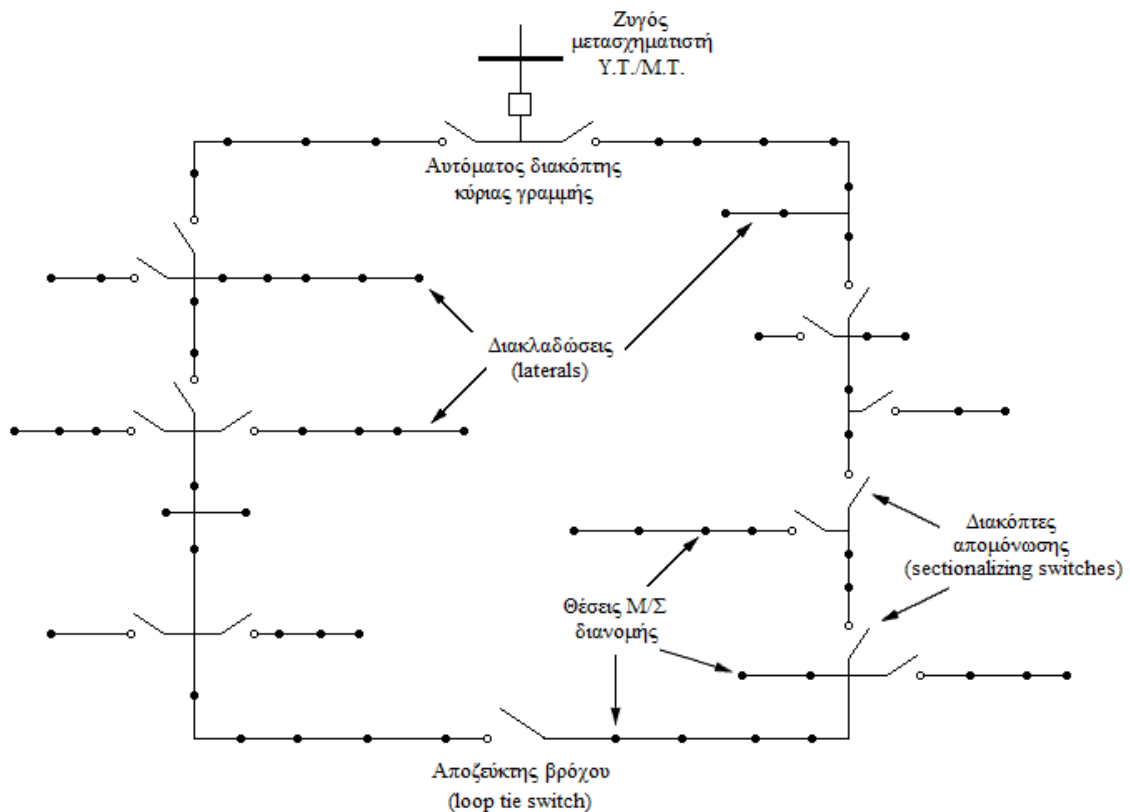 Ζυγός
μετασχηματιστή
Υ.Τ./Μ.Τ.
Αυτόματος διακόπτης
κύριας γραμμής
Διακλαδώσεις
(laterals)
Διακόπτες
απομόνωσης
(sectionalizing switches)
Θέσεις Μ/Σ
διανομής
Αποζεύκτης βρόχου
(loop tie switch)